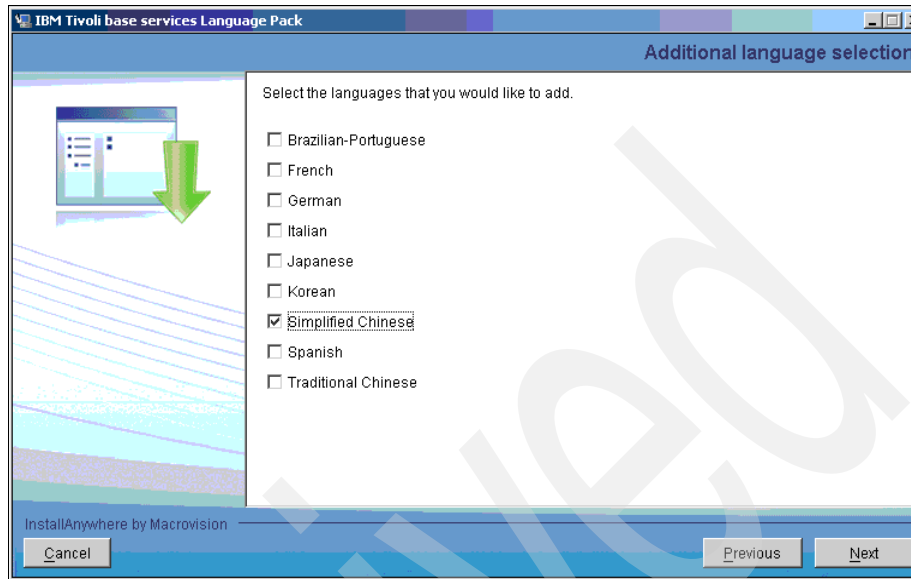 IBM Tivoli base services Language Pack
Additional language selection
Select the languages that you would like to add.
Brazilian-Portuguese
French
German
Italian
Japanese
Korean
Simplified Chinese
Spanish
Traditional Chinese
InstallAnywhere by Macrovision
Cancel
Previous
Next